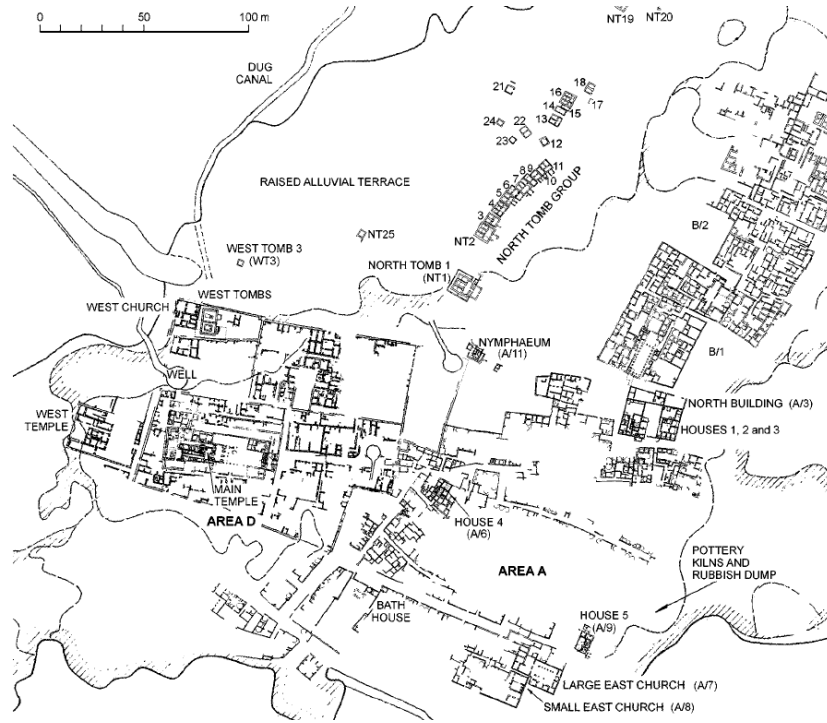 0 50 100 m
NT19 NT20
DUG
CANAL
18
21
16
17
14
15
13
24
22
23
12
RAISED ALLUVIAL TERRACE
11
9
8
10
7
6
5
4
3
NORTH TOMB GROUP
NT2
NT25
B/2
WEST TOMB 3
(WT3)
NORTH TOMB 1
(NT1)
WEST CHURCH
WEST TOMBS
NYMPHAEUM
(A/11)
B/1
WELL
NORTH BUILDING (A/3)
WEST
TEMPLE
HOUSES 1, 2 and 3
MAIN
TEMPLE
AREA D
HOUSE 4
(A/6)
AREA A
POTTERY
KILNS AND
RUBBISH DUMP
BATH
HOUSE
HOUSE 5
(A/9)
LARGE EAST CHURCH (A/7)
SMALL EAST CHURCH (A/8)